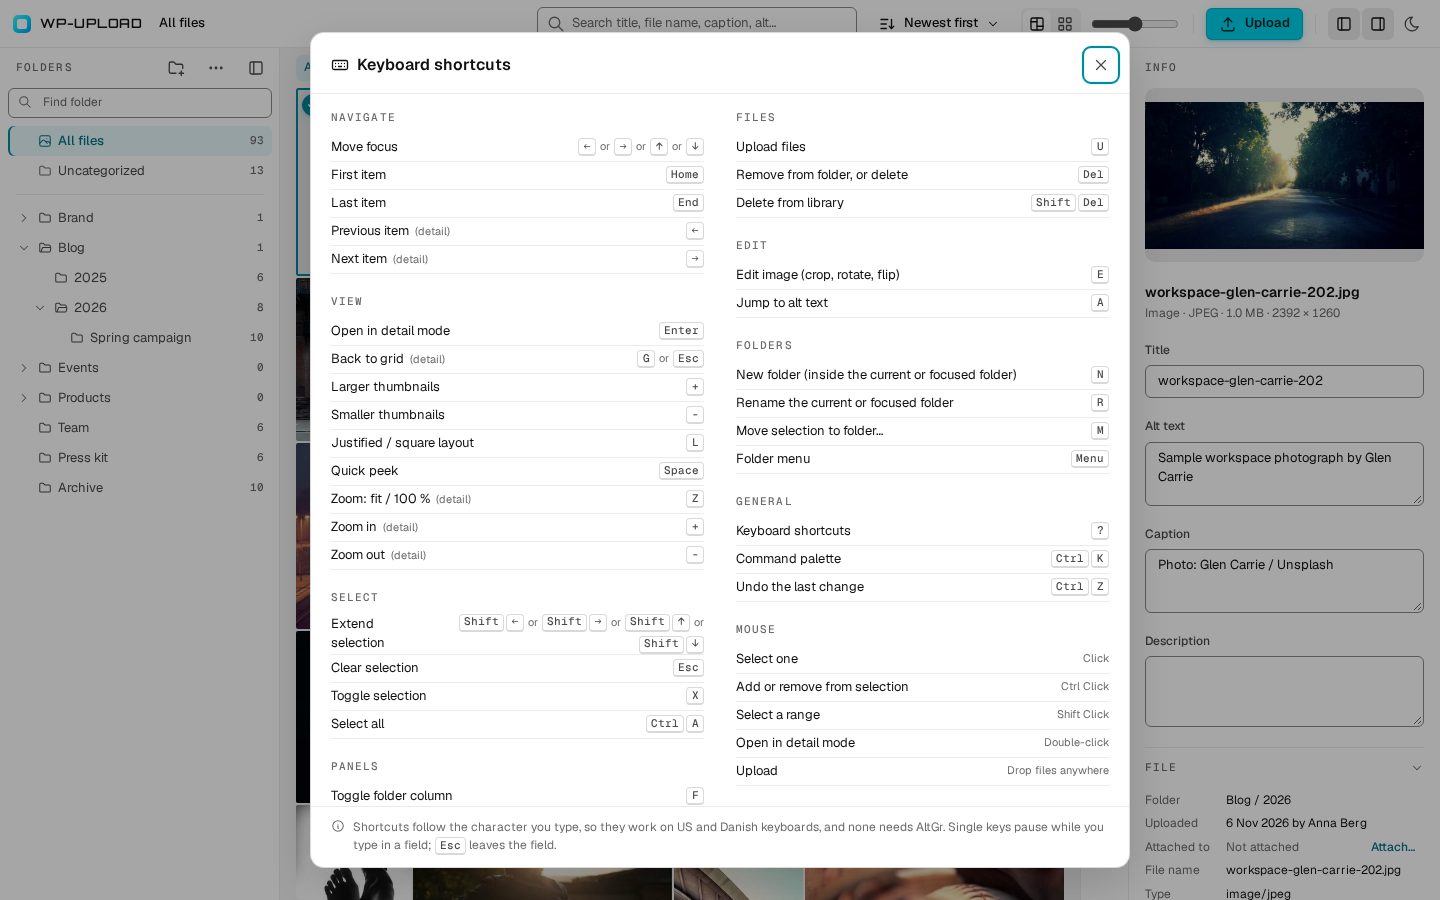 WP-UPLOAD
All files
Search title, file name, caption, alt…
Newest first
Upload
FOLDERS
Find folder
All files 93
Uncategorized 13
Brand 1
Blog 1
2025 6
2026 8
Spring campaign 10
Events 0
Products 0
Team 6
Press kit 6
Archive 10
Keyboard shortcuts
NAVIGATE
Move focus ← or → or ↑ or ↓
First item Home
Last item End
Previous item (detail) ←
Next item (detail) →
VIEW
Open in detail mode Enter
Back to grid (detail) G or Esc
Larger thumbnails +
Smaller thumbnails -
Justified / square layout L
Quick peek Space
Zoom: fit / 100 % (detail) Z
Zoom in (detail) +
Zoom out (detail) -
SELECT
Extend selection Shift ← or Shift → or Shift ↑ or Shift ↓
Clear selection Esc
Toggle selection X
Select all Ctrl A
PANELS
Toggle folder column F
FILES
Upload files U
Remove from folder, or delete Del
Delete from library Shift Del
EDIT
Edit image (crop, rotate, flip) E
Jump to alt text A
FOLDERS
New folder (inside the current or focused folder) N
Rename the current or focused folder R
Move selection to folder… M
Folder menu Menu
GENERAL
Keyboard shortcuts ?
Command palette Ctrl K
Undo the last change Ctrl Z
MOUSE
Select one Click
Add or remove from selection Ctrl Click
Select a range Shift Click
Open in detail mode Double-click
Upload Drop files anywhere
Shortcuts follow the character you type, so they work on US and Danish keyboards, and none needs AltGr. Single keys pause while you
type in a field; Esc leaves the field.
INFO
workspace-glen-carrie-202.jpg
Image · JPEG · 1.0 MB · 2392 × 1260
Title
workspace-glen-carrie-202
Alt text
Sample workspace photograph by Glen
Carrie
Caption
Photo: Glen Carrie / Unsplash
Description
FILE
Folder Blog / 2026
Uploaded 6 Nov 2026 by Anna Berg
Attached to Not attached Attach…
File name workspace-glen-carrie-202.jpg
Type image/jpeg